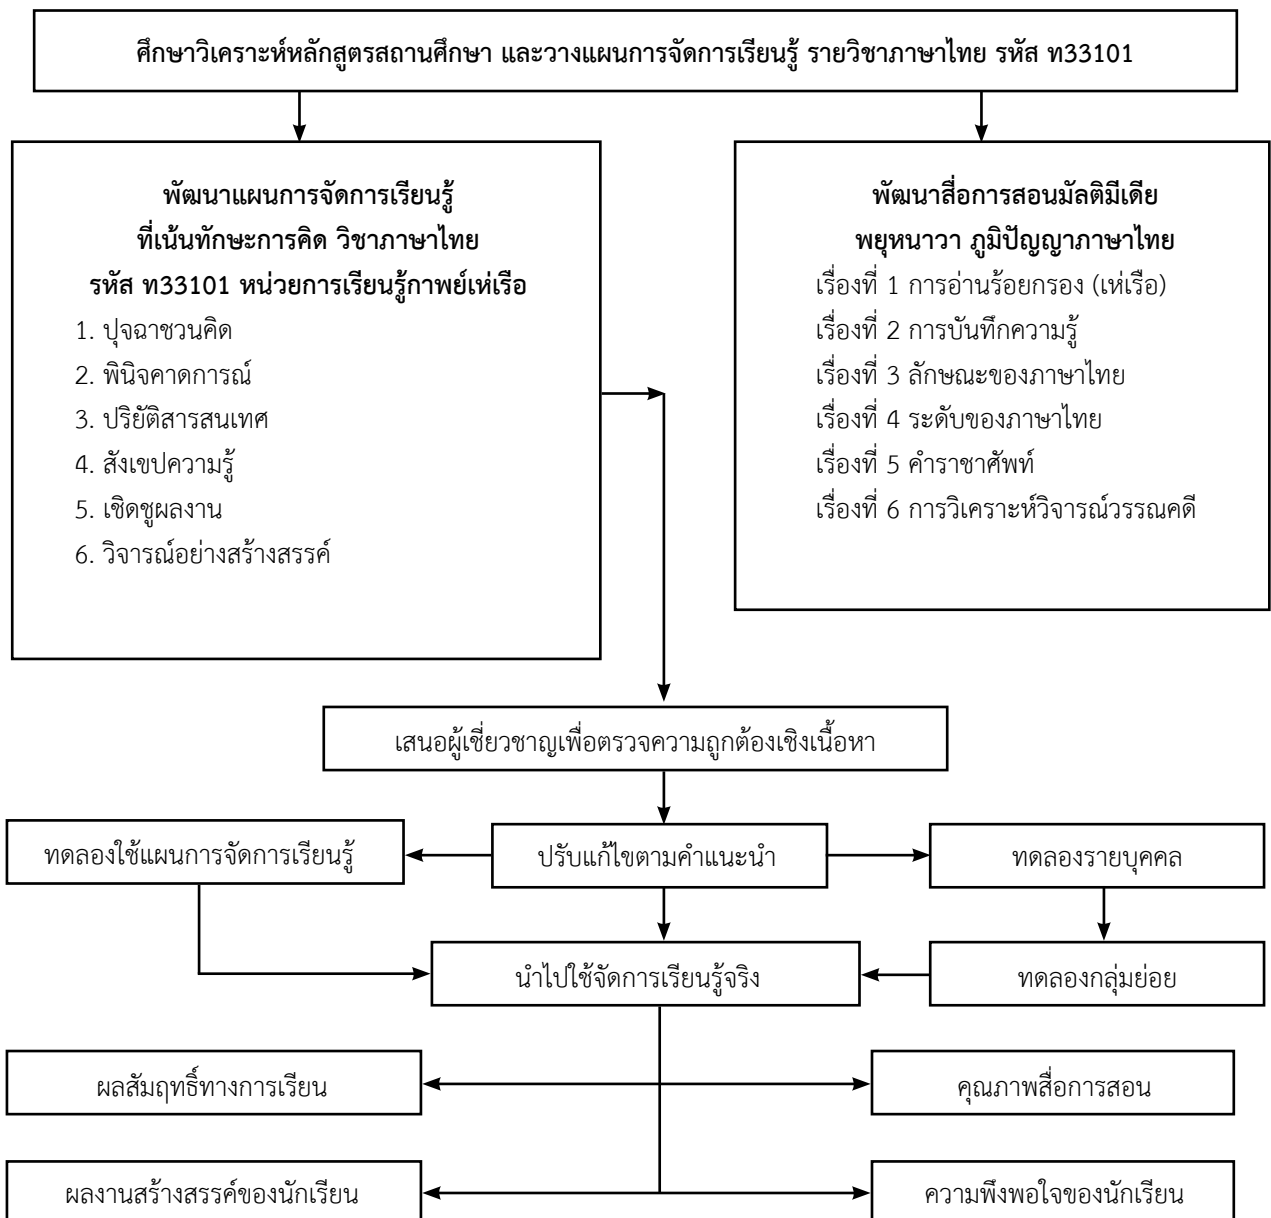 ศึกษาวิเคราะห์หลักสูตรสถานศึกษา และวางแผนการจัดการเรียนรู้ รายวิชาภาษาไทย รหัส ท33101
พัฒนาแผนการจัดการเรียนรู้
ที่เน้นทักษะการคิด วิชาภาษาไทย
รหัส ท33101 หน่วยการเรียนรู้กาพย์เห่เรือ
1. ปุจฉาชวนคิด
2. พินิจคาดการณ์
3. ปริยัติสารสนเทศ
4. สังเขปความรู้
5. เชิดชูผลงาน
6. วิจารณ์อย่างสร้างสรรค์
พัฒนาสื่อการสอนมัลติมีเดีย
พยุหนาวา ภูมิปัญญาภาษาไทย
เรื่องที่ 1 การอ่านร้อยกรอง (เห่เรือ)
เรื่องที่ 2 การบันทึกความรู้
เรื่องที่ 3 ลักษณะของภาษาไทย
เรื่องที่ 4 ระดับของภาษาไทย
เรื่องที่ 5 คำราชาศัพท์
เรื่องที่ 6 การวิเคราะห์วิจารณ์วรรณคดี
เสนอผู้เชี่ยวชาญเพื่อตรวจความถูกต้องเชิงเนื้อหา
ทดลองใช้แผนการจัดการเรียนรู้
ปรับแก้ไขตามคำแนะนำ
ทดลองรายบุคคล
นำไปใช้จัดการเรียนรู้จริง
ทดลองกลุ่มย่อย
ผลสัมฤทธิ์ทางการเรียน
คุณภาพสื่อการสอน
ผลงานสร้างสรรค์ของนักเรียน
ความพึงพอใจของนักเรียน